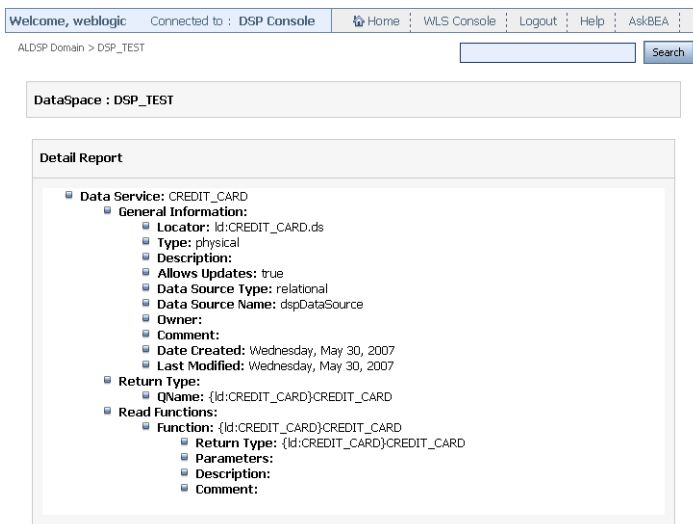 Welcome, weblogic Connected to : DSP Console Home WLS Console Logout Help AskBEA
ALDSP Domain > DSP_TEST
Search
DataSpace : DSP_TEST
Detail Report
Data Service: CREDIT_CARD
General Information:
Locator: ld:CREDIT_CARD.ds
Type: physical
Description:
Allows Updates: true
Data Source Type: relational
Data Source Name: dspDataSource
Owner:
Comment:
Date Created: Wednesday, May 30, 2007
Last Modified: Wednesday, May 30, 2007
Return Type:
QName: {ld:CREDIT_CARD}CREDIT_CARD
Read Functions:
Function: {ld:CREDIT_CARD}CREDIT_CARD
Return Type: {ld:CREDIT_CARD}CREDIT_CARD
Parameters:
Description:
Comment: